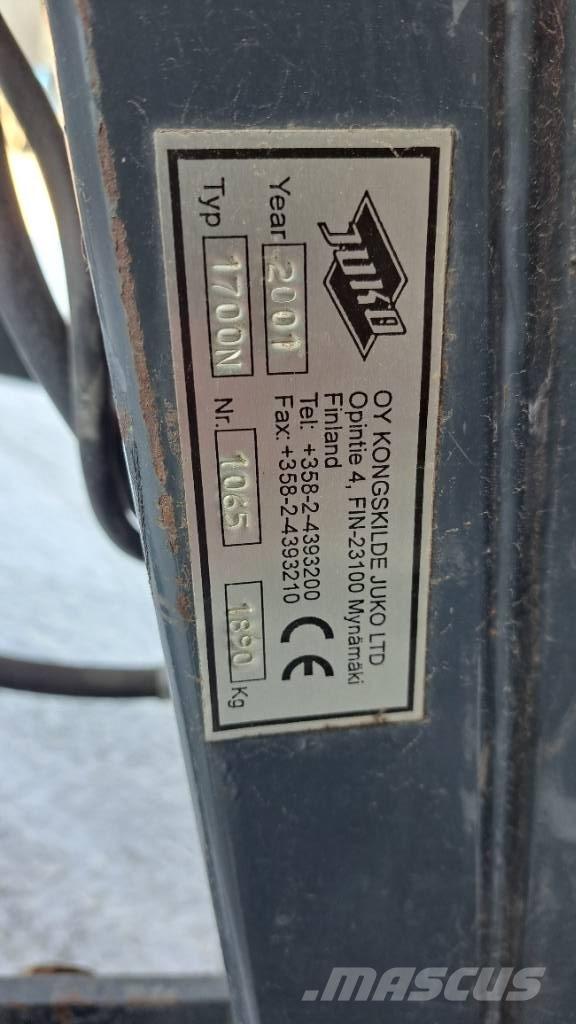 JUKO
OY KONGSKILDE JUKO LTD
Opintie 4, FIN-23100 Mynämäki
Finland
Tel: +358-2-4393200
Fax: +358-2-4393210
CE
Year 2001
Typ 1700N Nr. 1065 1890 Kg
MASCUS